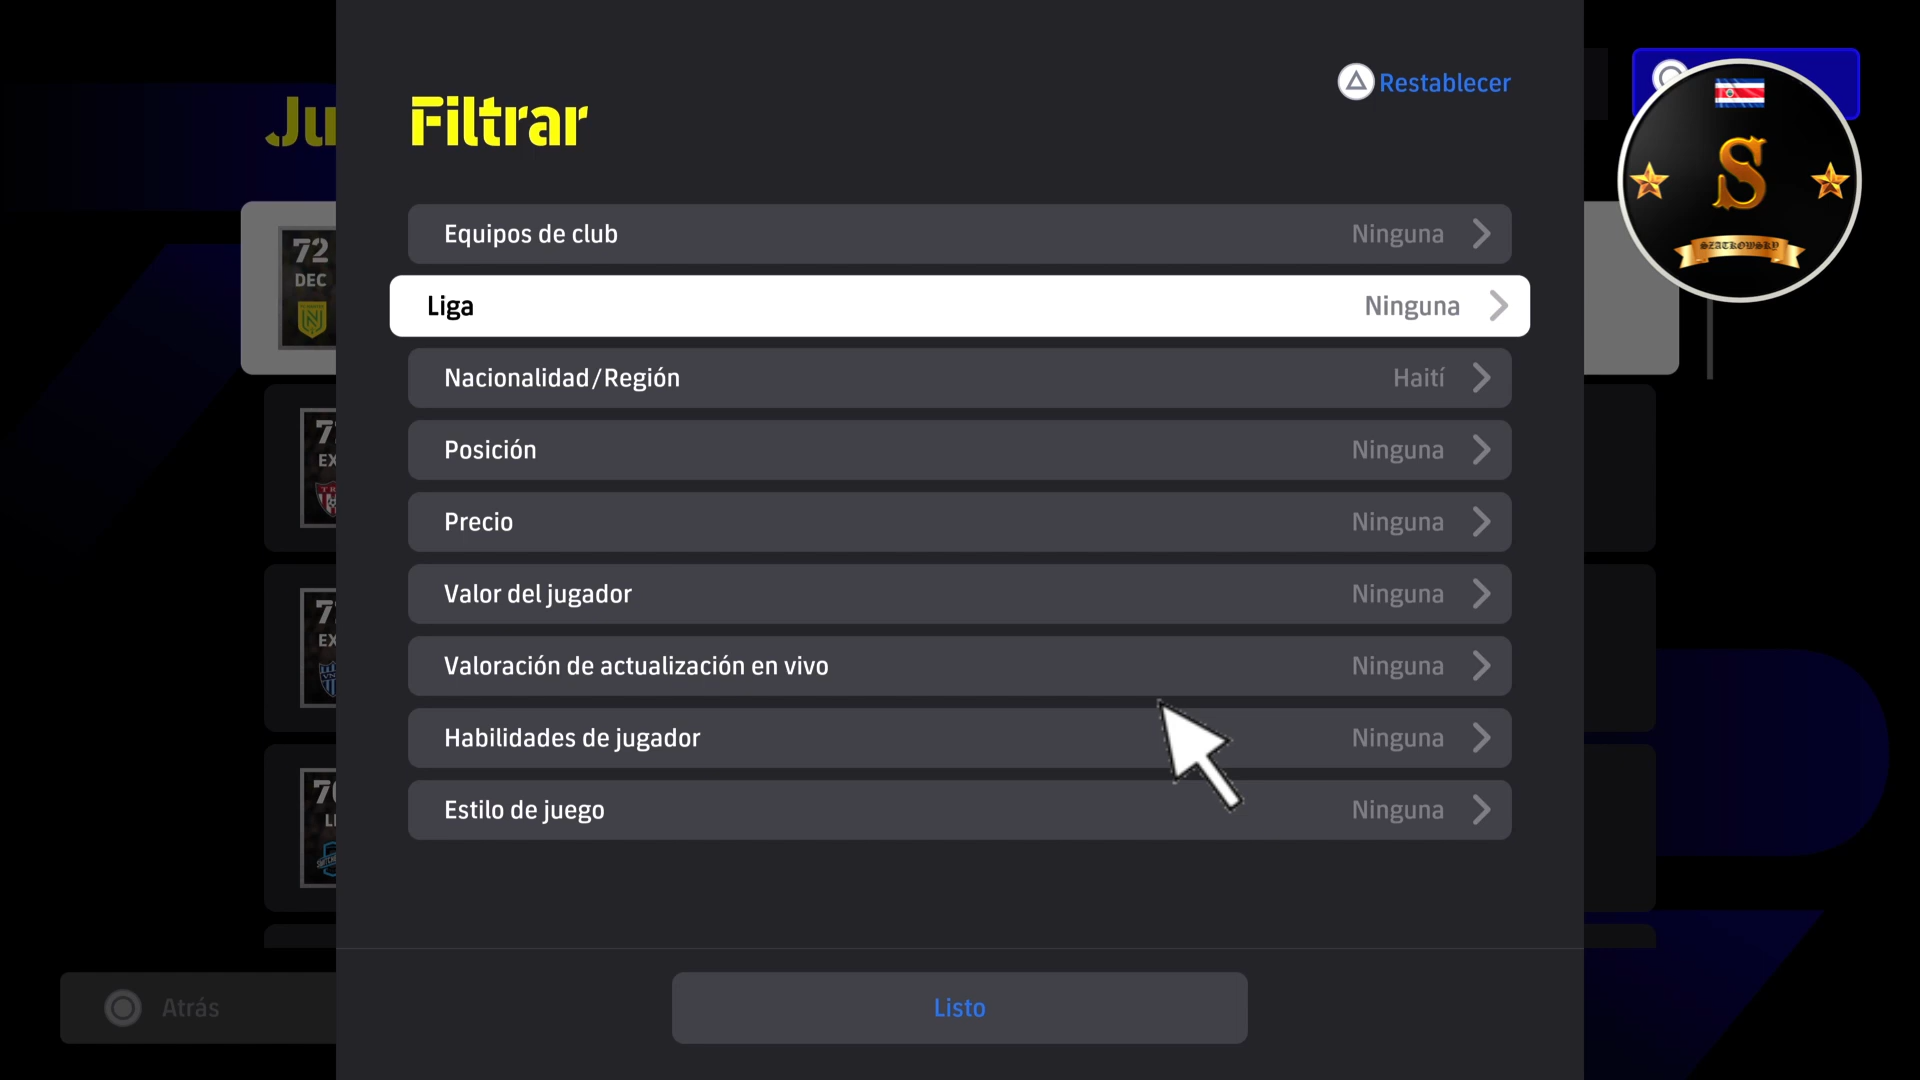 Restablecer
Filtrar
Equipos de club Ninguna
Liga Ninguna
Nacionalidad/Región Haití
Posición Ninguna
Precio Ninguna
Valor del jugador Ninguna
Valoración de actualización en vivo Ninguna
Habilidades de jugador Ninguna
Estilo de juego Ninguna
Listo
Atrás
72
DEC
S
SZATKOWSKY